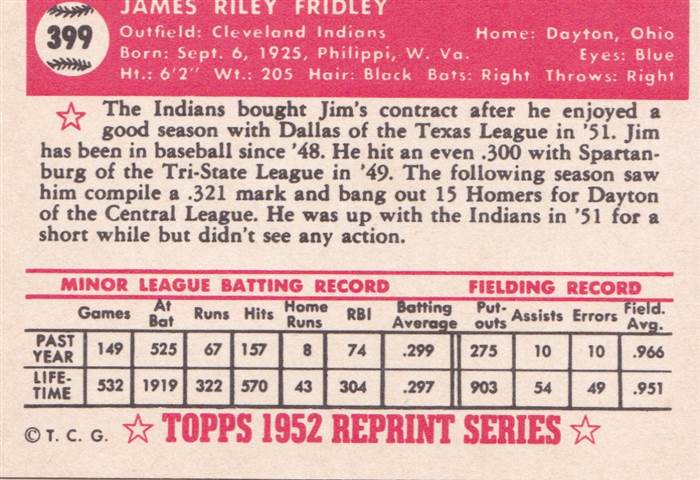 399
JAMES RILEY FRIDLEY
Outfield: Cleveland Indians Home: Dayton, Ohio
Born: Sept. 6, 1925, Philippi, W. Va. Eyes: Blue
Ht.: 6'2" Wt.: 205 Hair: Black Bats: Right Throws: Right
The Indians bought Jim's contract after he enjoyed a
good season with Dallas of the Texas League in '51. Jim
has been in baseball since '48. He hit an even .300 with Spartan-
burg of the Tri-State League in '49. The following season saw
him compile a .321 mark and bang out 15 Homers for Dayton
of the Central League. He was up with the Indians in '51 for a
short while but didn't see any action.
MINOR LEAGUE BATTING RECORD FIELDING RECORD
Games At Bat Runs Hits Home Runs RBI Batting Average Put-outs Assists Errors Field. Avg.
PAST YEAR 149 525 67 157 8 74 .299 275 10 10 .966
LIFE-TIME 532 1919 322 570 43 304 .297 903 54 49 .951
© T. C. G. TOPPS 1952 REPRINT SERIES